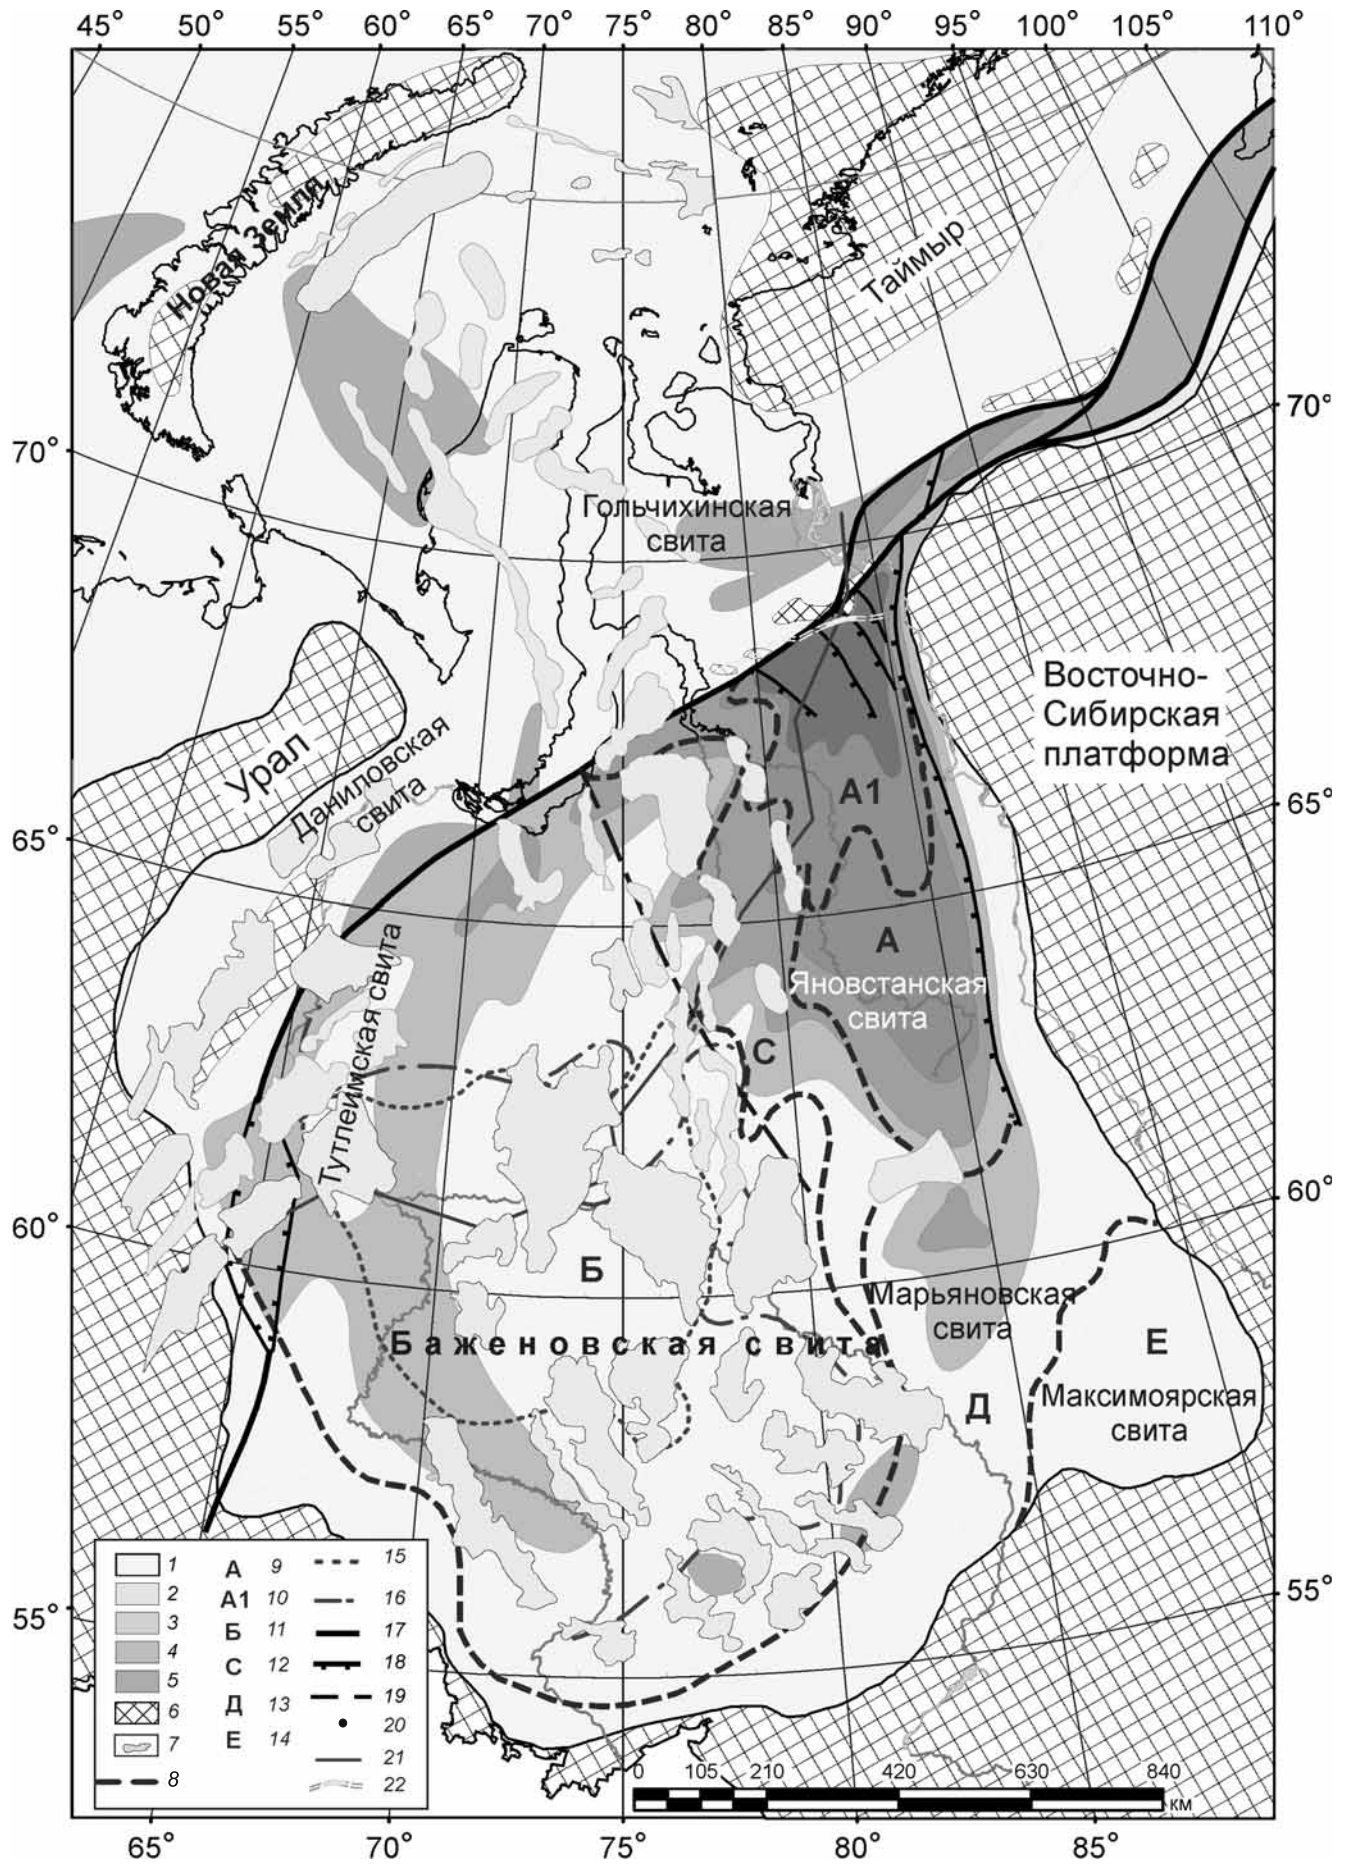 45° 50° 55° 60° 65° 70° 75° 80° 85° 90° 95° 100° 105° 110°
Новая Земля
Таймыр
70°
70°
Гольчихинская
свита
Восточно-
Сибирская
платформа
Урал
Даниловская
свита
А1
65°
65°
А
Яновстанская
свита
Тутлеимская свита
С
60°
60°
Б
Марьяновская
свита
Баженовская свита
Е
Максимоярская
свита
Д
1
2
3
4
5
6
7
8
А 9
А1 10
Б 11
С 12
Д 13
Е 14
15
16
17
18
19
20
21
22
55°
55°
0 105 210 420 630 840
км
65° 70° 75° 80° 85°